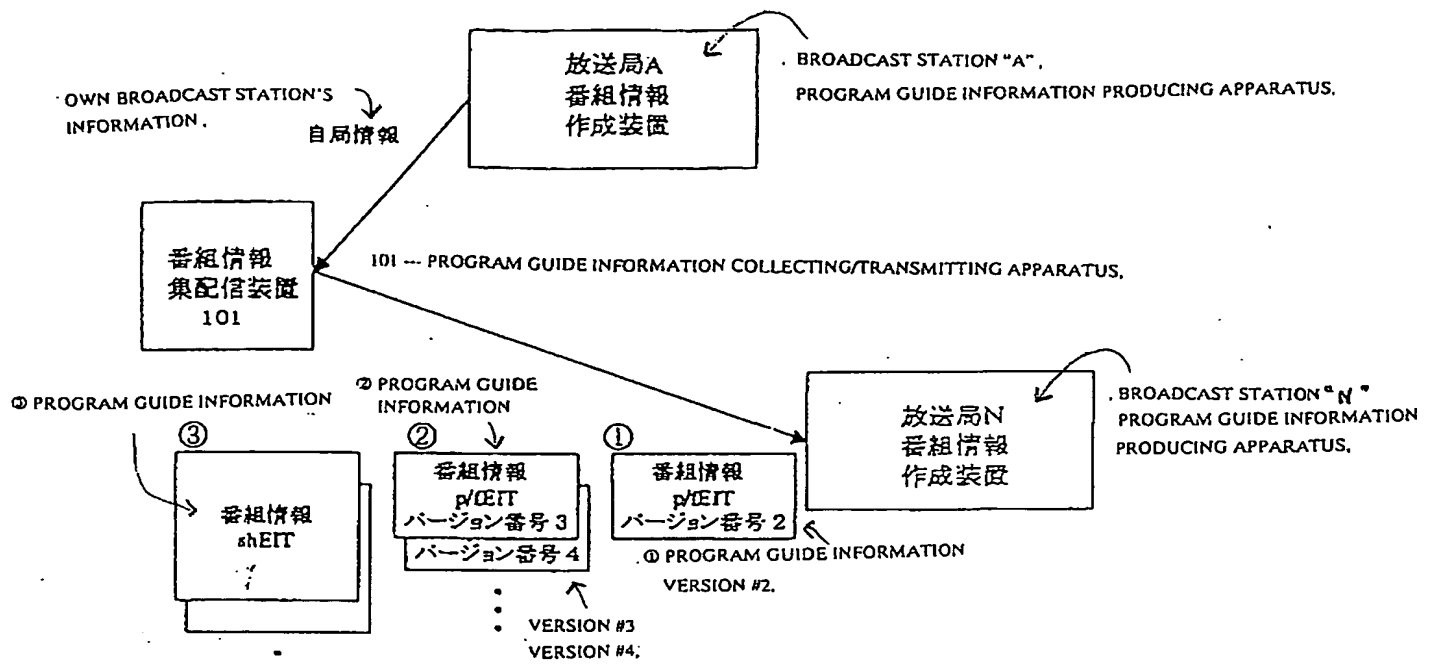 放送局A
番組情報
作成装置
. BROADCAST STATION "A".
PROGRAM GUIDE INFORMATION PRODUCING APPARATUS.
OWN BROADCAST STATION'S
INFORMATION.
自局情報
番組情報
集配信装置
101
101 --- PROGRAM GUIDE INFORMATION COLLECTING/TRANSMITTING APPARATUS.
放送局N
番組情報
作成装置
. BROADCAST STATION "N"
PROGRAM GUIDE INFORMATION
PRODUCING APPARATUS.
③ PROGRAM GUIDE INFORMATION
③
番組情報
shEIT
② PROGRAM GUIDE
INFORMATION
②
番組情報
p/fEIT
バージョン番号3
バージョン番号4
VERSION #3
VERSION #4.
①
番組情報
p/fEIT
バージョン番号2
① PROGRAM GUIDE INFORMATION
VERSION #2.